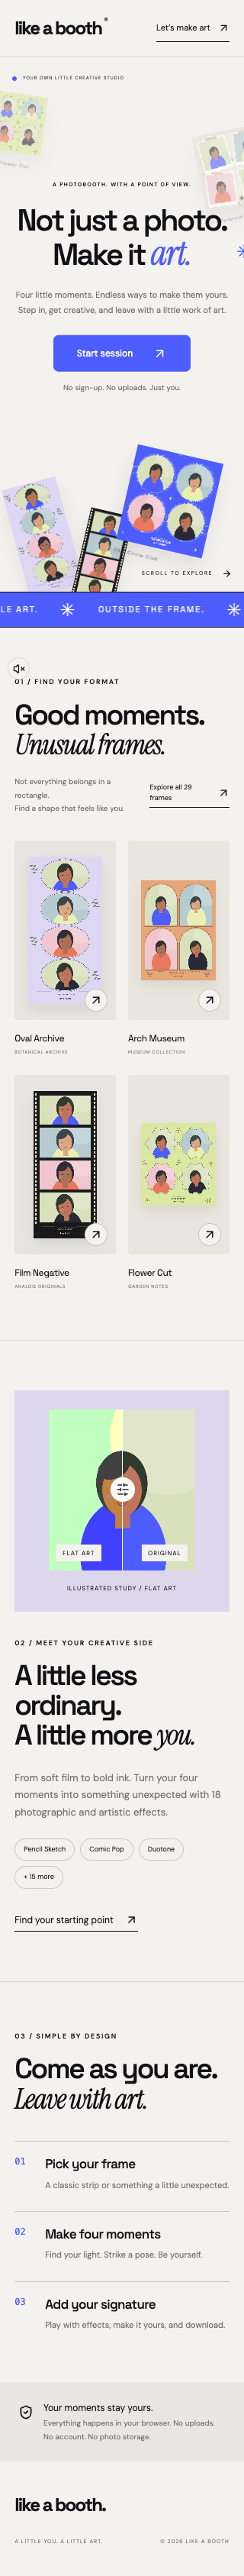 like a booth®
Let's make art
YOUR OWN LITTLE CREATIVE STUDIO
Flower Cut
A PHOTOBOOTH. WITH A POINT OF VIEW.
Not just a photo.
Make it art.
Four little moments. Endless ways to make them yours.
Step in, get creative, and leave with a little work of art.
Start session
No sign-up. No uploads. Just you.
Circle Club
SCROLL TO EXPLORE
LE ART.
OUTSIDE THE FRAME.
01 / FIND YOUR FORMAT
Good moments.
Unusual frames.
Not everything belongs in a
rectangle.
Find a shape that feels like you.
Explore all 29
frames
Oval Archive
BOTANICAL ARCHIVE
Arch Museum
MUSEUM COLLECTION
Film Negative
ANALOG ORIGINALS
Flower Cut
GARDEN NOTES
FLAT ART
ORIGINAL
ILLUSTRATED STUDY / FLAT ART
02 / MEET YOUR CREATIVE SIDE
A little less
ordinary.
A little more you.
From soft film to bold ink. Turn your four
moments into something unexpected with 18
photographic and artistic effects.
Pencil Sketch
Comic Pop
Duotone
+ 15 more
Find your starting point
03 / SIMPLE BY DESIGN
Come as you are.
Leave with art.
01
Pick your frame
A classic strip or something a little unexpected.
02
Make four moments
Find your light. Strike a pose. Be yourself.
03
Add your signature
Play with effects, make it yours, and download.
Your moments stay yours.
Everything happens in your browser. No uploads.
No account. No photo storage.
like a booth.
A LITTLE YOU. A LITTLE ART.
© 2026 LIKE A BOOTH